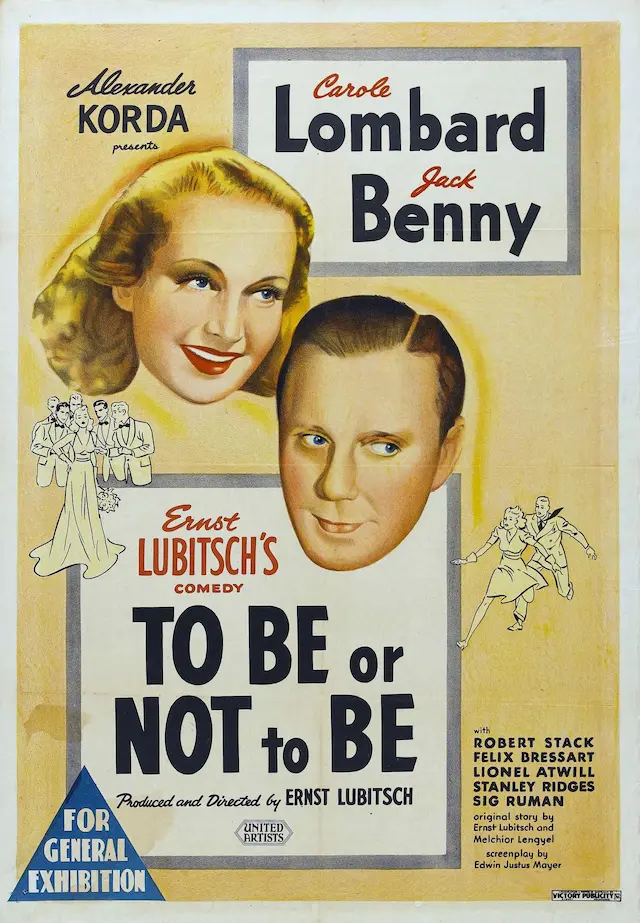 Alexander
KORDA
presents
Carole
Lombard
Jack
Benny
Ernst
LUBITSCH'S
COMEDY
TO BE or
NOT to BE
Produced and Directed by ERNST LUBITSCH
UNITED
ARTISTS
with
ROBERT STACK
FELIX BRESSART
LIONEL ATWILL
STANLEY RIDGES
SIG RUMAN
original story by
Ernst Lubitsch and
Melchior Lengyel
screenplay by
Edwin Justus Mayer
FOR
GENERAL
EXHIBITION
VICTORY PUBLICITY